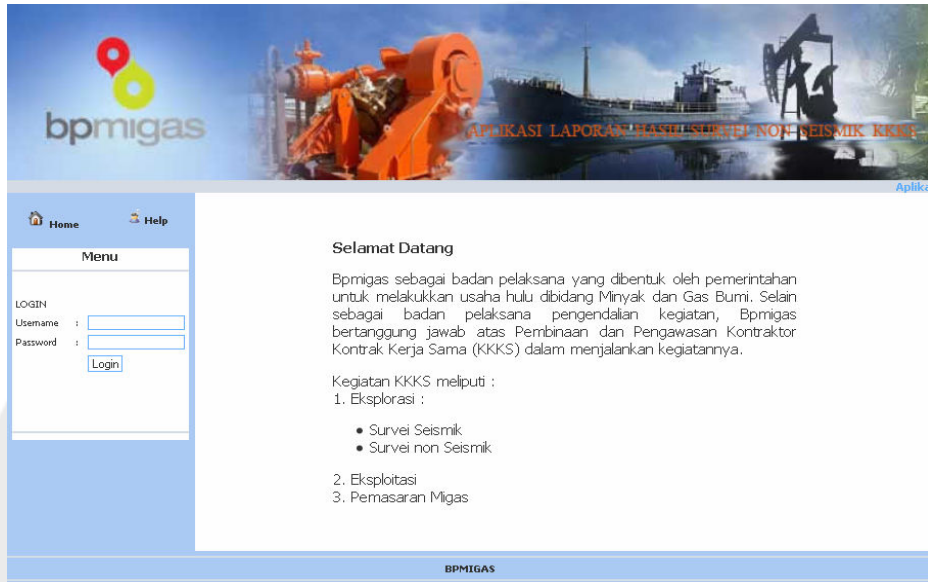 bpmigas
APLIKASI LAPORAN HASIL SURVEI NON SEISMIK KKKS
Aplika
Home
Help
Menu
LOGIN
Username :
Password :
Login
Selamat Datang
Bpmigas sebagai badan pelaksana yang dibentuk oleh pemerintahan
untuk melakukkan usaha hulu dibidang Minyak dan Gas Bumi. Selain
sebagai badan pelaksana pengendalian kegiatan, Bpmigas
bertanggung jawab atas Pembinaan dan Pengawasan Kontraktor
Kontrak Kerja Sama (KKKS) dalam menjalankan kegiatannya.
Kegiatan KKKS meliputi :
1. Eksplorasi :
• Survei Seismik
• Survei non Seismik
2. Eksploitasi
3. Pemasaran Migas
BPMIGAS